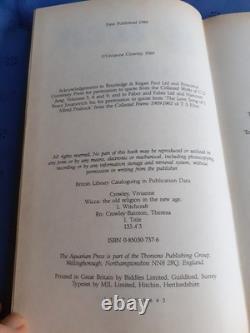 First Published 1989
© Vivianne Crowley 1989
Acknowledgements to Routledge & Kegan Paul Ltd and Princeton
University Press for permission to quote from the Collected Works of C.G.
Jung, Volumes 5, 8 and 9; and to Faber and Faber Ltd and Harcourt
Brace Jovanovich Inc for permission to quote from 'The Love Song of J.
Alfred Prufrock' from the Collected Poems 1909-1962 by T. S. Eliot.
All rights reserved. No part of this book may be reproduced or utilized in
any form or by any means, electronic or mechanical, including photocopying,
recording or by any information storage and retrieval system, without
permission in writing from the publisher.
British Library Cataloguing in Publication Data
Crowley, Vivianne
Wicca: the old religion in the new age.
1. Witchcraft
I. Title
133.4'3
ISBN 0-85030-737-6
The Aquarian Press is part of the Thorsons Publishing Group,
Wellingborough, Northamptonshire NN8 2RQ, England.
Printed in Great Britain by Biddles Limited, Guildford, Surrey
Typeset by MJL Limited, Hitchin, Hertfordshire